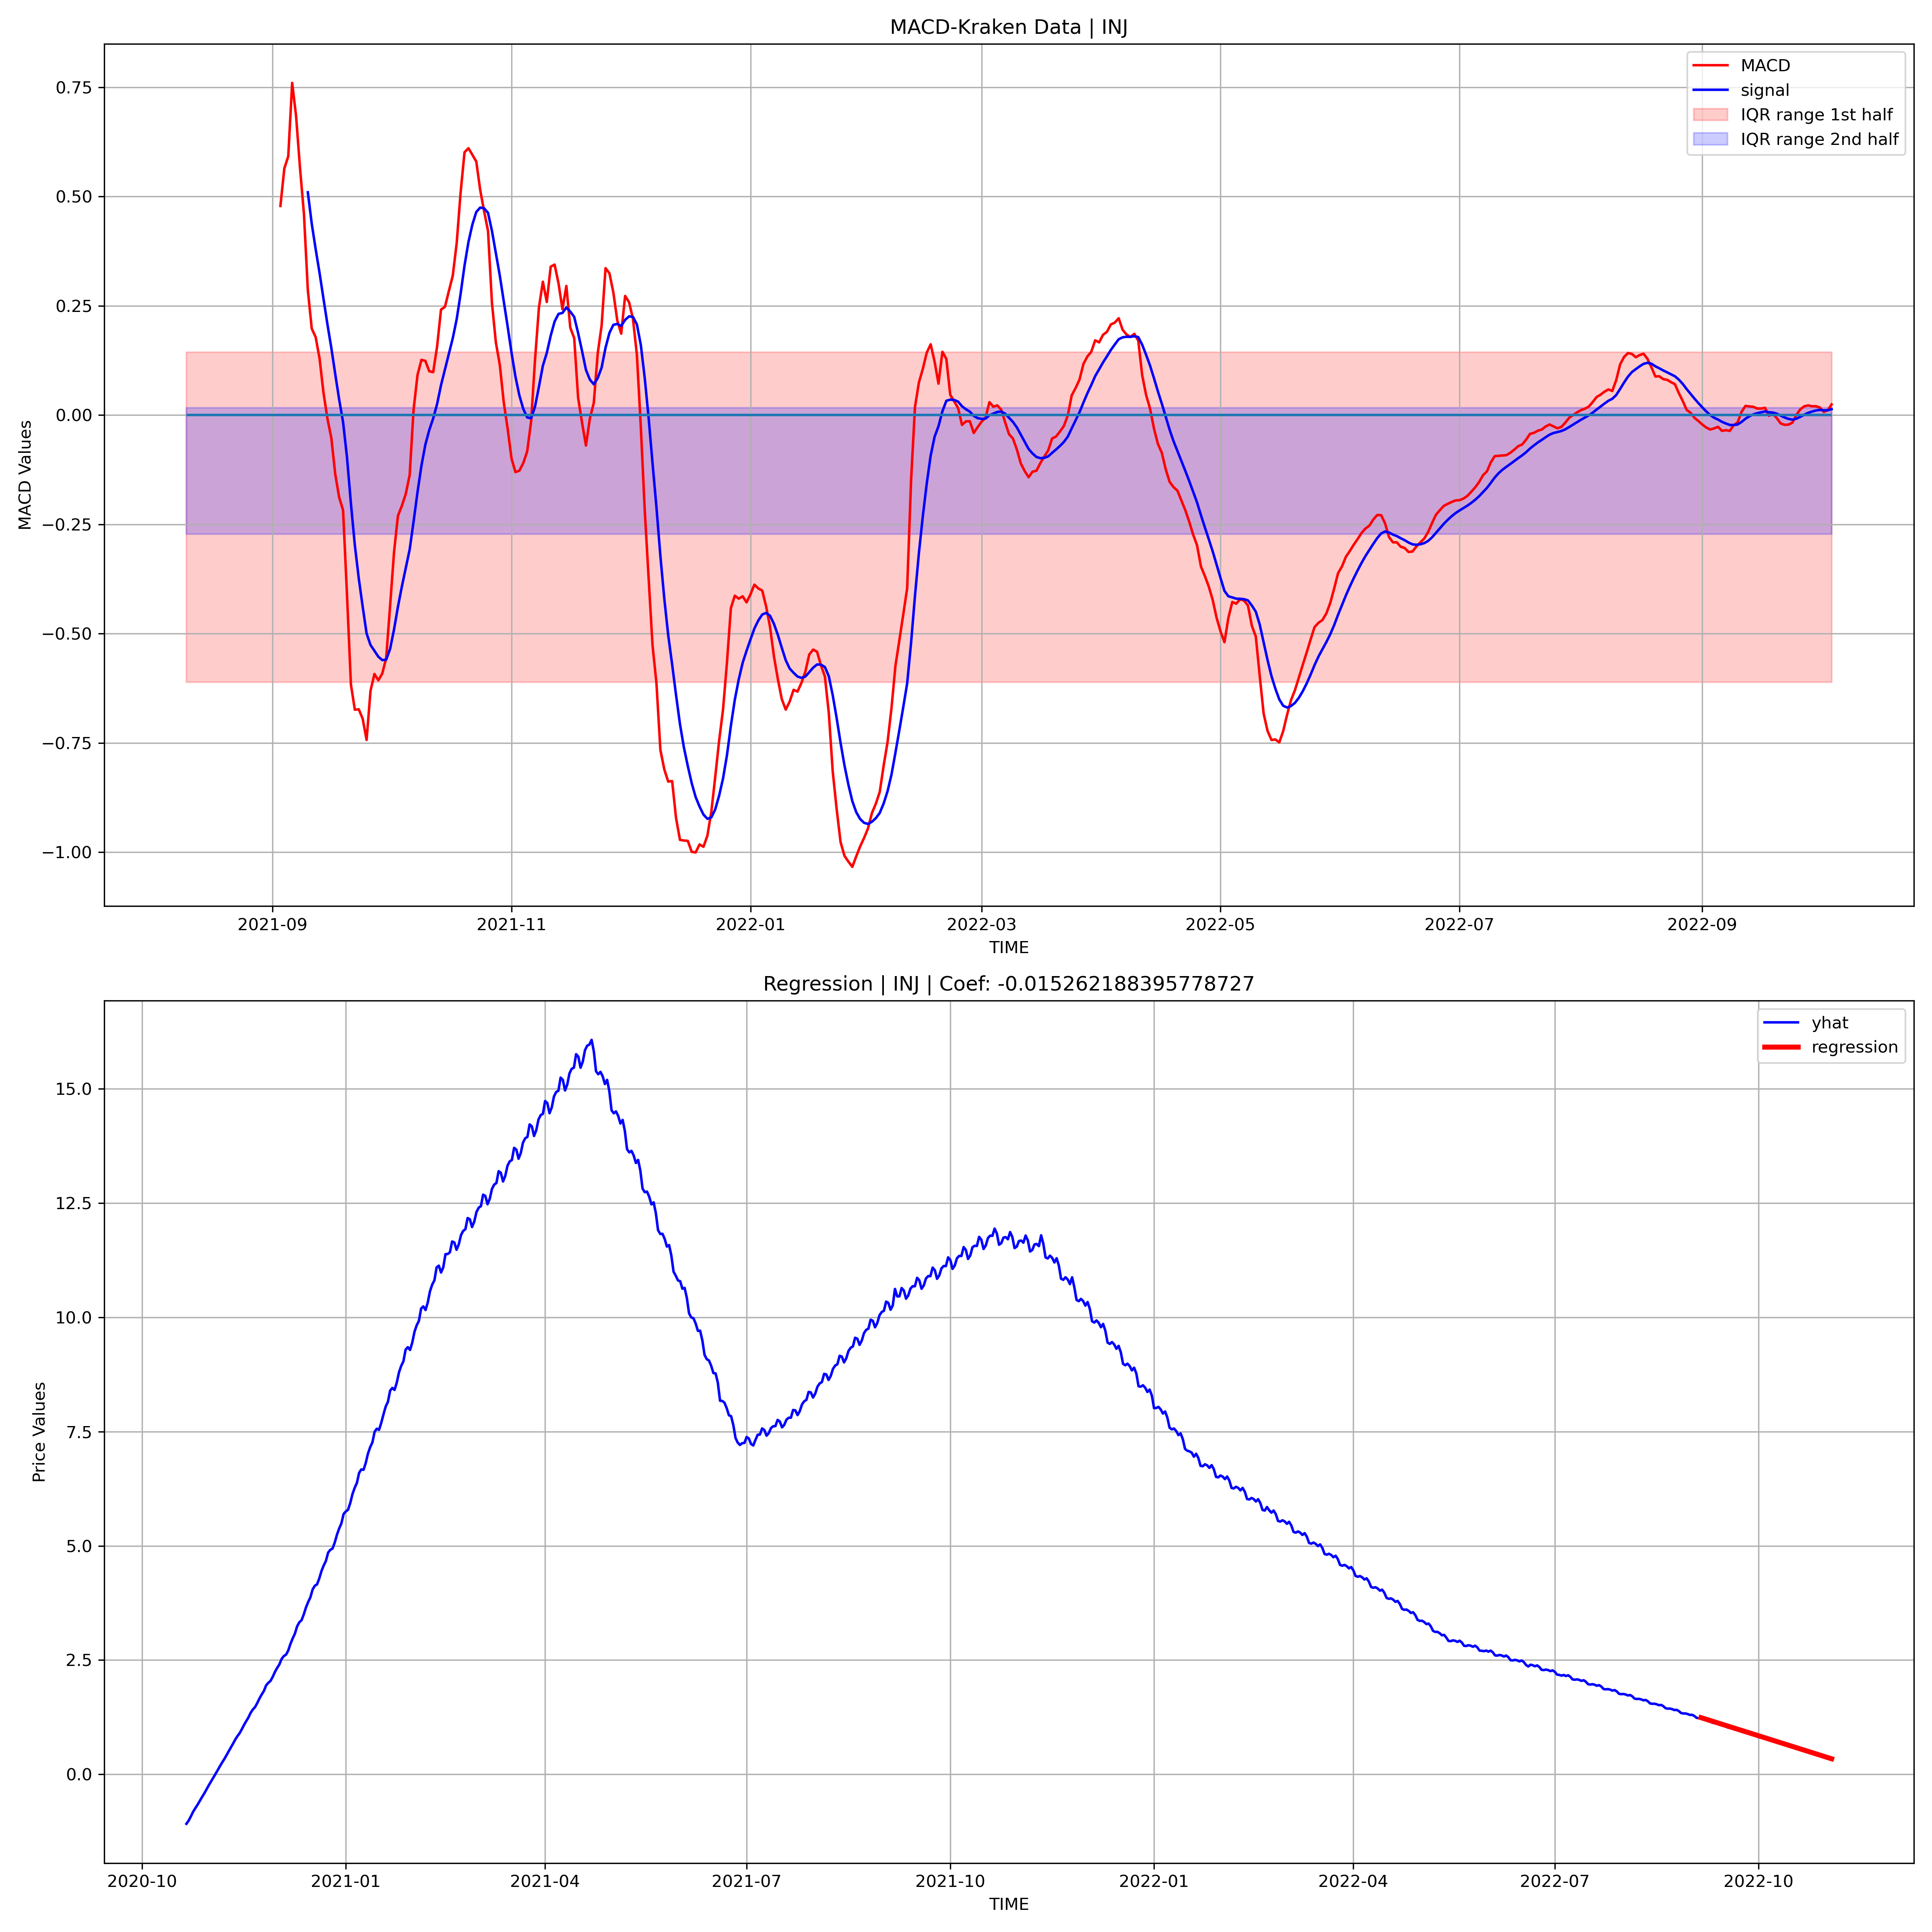 MACD-Kraken Data | INJ
MACD
signal
IQR range 1st half
IQR range 2nd half
MACD Values
0.75
0.50
0.25
0.00
−0.25
−0.50
−0.75
−1.00
2021-09
2021-11
2022-01
2022-03
2022-05
2022-07
2022-09
TIME
Regression | INJ | Coef: -0.015262188395778727
yhat
regression
Price Values
15.0
12.5
10.0
7.5
5.0
2.5
0.0
2020-10
2021-01
2021-04
2021-07
2021-10
2022-01
2022-04
2022-07
2022-10
TIME